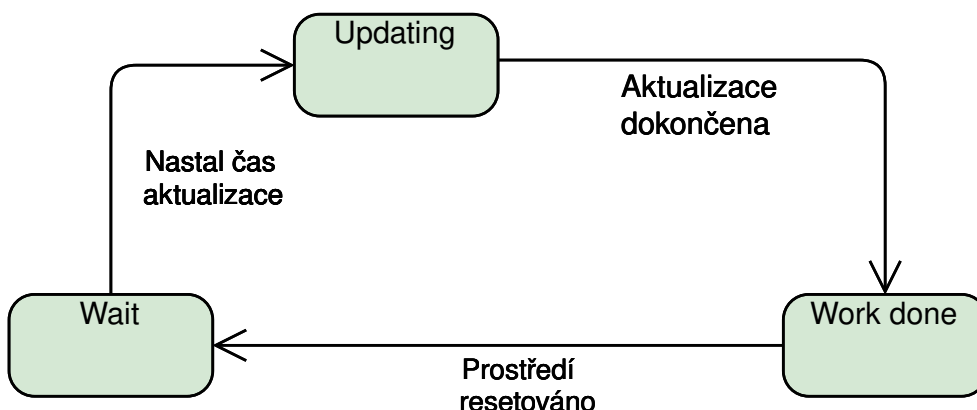 Updating
Aktualizace
dokončena
Nastal čas
aktualizace
Wait
Work done
Prostředí
resetováno